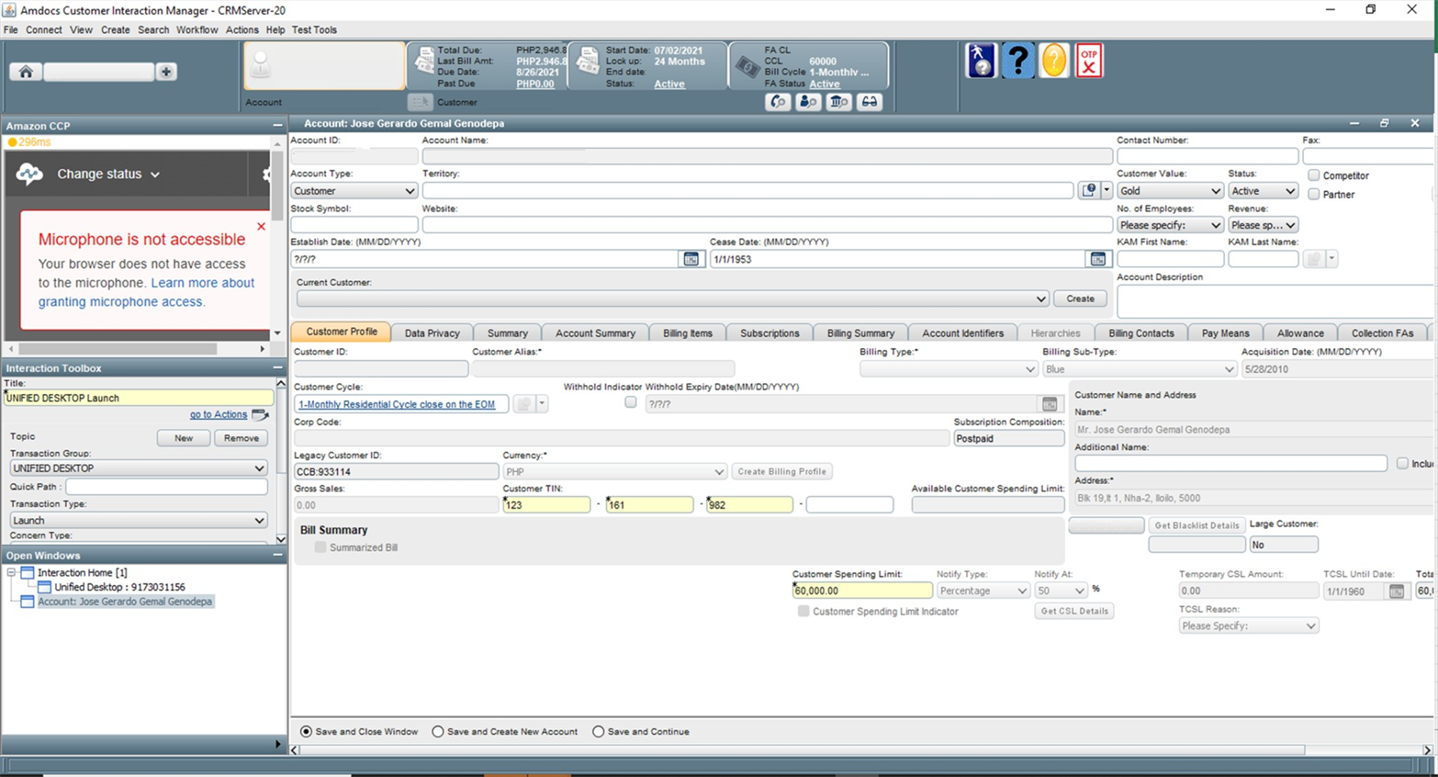 Amdocs Customer Interaction Manager - CRMServer-20
File Connect View Create Search Workflow Actions Help Test Tools
Account
Total Due: PHP2,946.8
Last Bill Amt: PHP2.946.8
Due Date: 8/26/2021
Past Due PHP0.00
Customer
Start Date: 07/02/2021
Lock up: 24 Months
End date:
Status: Active
FA CL
CCL 60000
Bill Cycle 1-Monthly ...
FA Status Active
OTP
Amazon CCP
296ms
Change status
Microphone is not accessible
Your browser does not have access
to the microphone. Learn more about
granting microphone access.
Interaction Toolbox
Title:
UNIFIED DESKTOP Launch
go to Actions
Topic New Remove
Transaction Group:
UNIFIED DESKTOP
Quick Path :
Transaction Type:
Launch
Concern Type:
Open Windows
Interaction Home [1]
Unified Desktop : 9173031156
Account: Jose Gerardo Gemal Genodepa
Account: Jose Gerardo Gemal Genodepa
Account ID: Account Name: Contact Number: Fax:
Account Type: Territory: Customer Value: Status: Competitor
Customer Gold Active Partner
Stock Symbol: Website: No. of Employees: Revenue:
Please specify: Please sp...
Establish Date: (MM/DD/YYYY) Cease Date: (MM/DD/YYYY) KAM First Name: KAM Last Name:
?/?/? 1/1/1953
Current Customer: Account Description
Create
Customer Profile Data Privacy Summary Account Summary Billing Items Subscriptions Billing Summary Account Identifiers Hierarchies Billing Contacts Pay Means Allowance Collection FAs
Customer ID: Customer Alias:* Billing Type:* Billing Sub-Type: Acquisition Date: (MM/DD/YYYY)
Blue 5/28/2010
Customer Cycle: Withhold Indicator Withhold Expiry Date(MM/DD/YYYY)
1-Monthly Residential Cycle close on the EOM ?/?/?
Customer Name and Address
Name:*
Mr. Jose Gerardo Gemal Genodepa
Corp Code: Subscription Composition:
Postpaid
Additional Name:
Inclu
Legacy Customer ID: Currency:*
CCB:933114 PHP Create Billing Profile
Address:*
Blk 19,lt 1, Nha-2, Iloilo, 5000
Gross Sales: Customer TIN: Available Customer Spending Limit:
0.00 *123 - *161 - *982 -
Bill Summary
Summarized Bill
Get Blacklist Details Large Customer:
No
Customer Spending Limit: Notify Type: Notify At: Temporary CSL Amount: TCSL Until Date: Tota
*60,000.00 Percentage 50 % 0.00 1/1/1960 60,
Customer Spending Limit Indicator Get CSL Details TCSL Reason:
Please Specify:
Save and Close Window Save and Create New Account Save and Continue